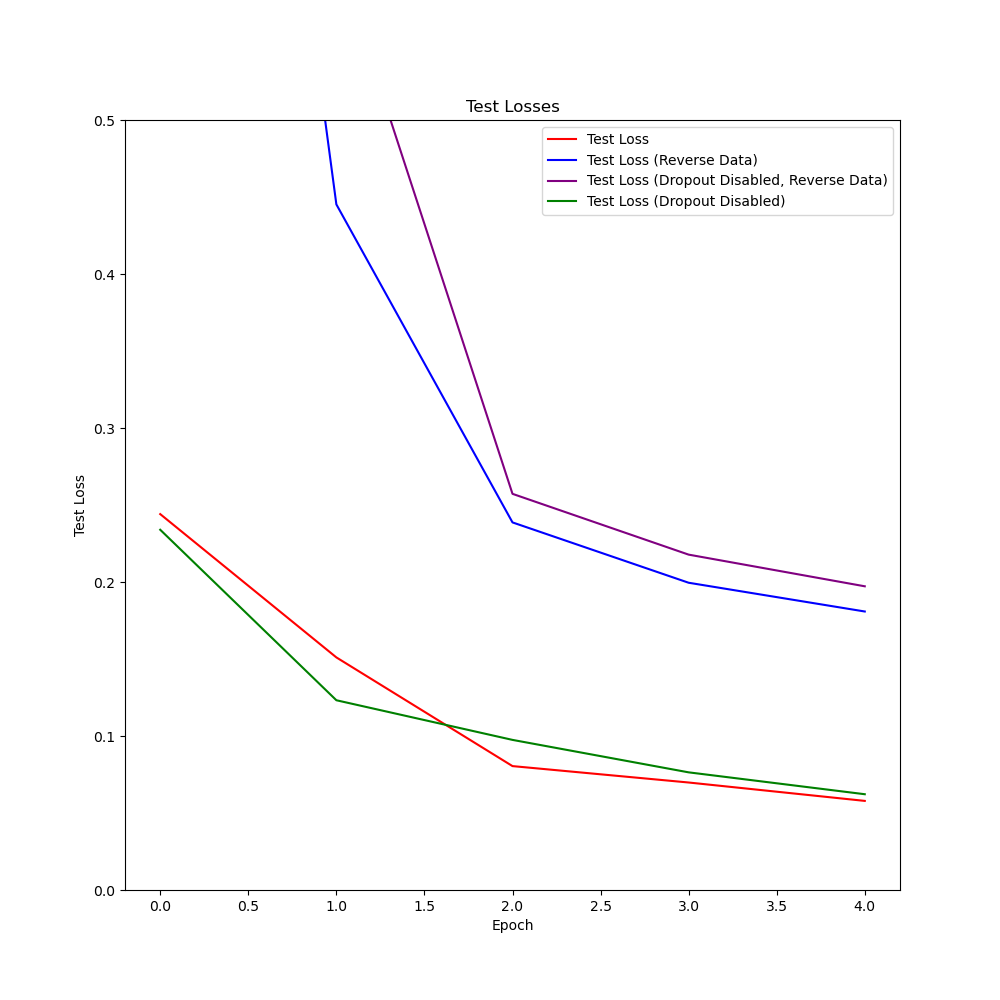 Test Losses
0.5
0.4
0.3
0.2
0.1
0.0
Test Loss
Test Loss
Test Loss (Reverse Data)
Test Loss (Dropout Disabled, Reverse Data)
Test Loss (Dropout Disabled)
0.0 0.5 1.0 1.5 2.0 2.5 3.0 3.5 4.0
Epoch